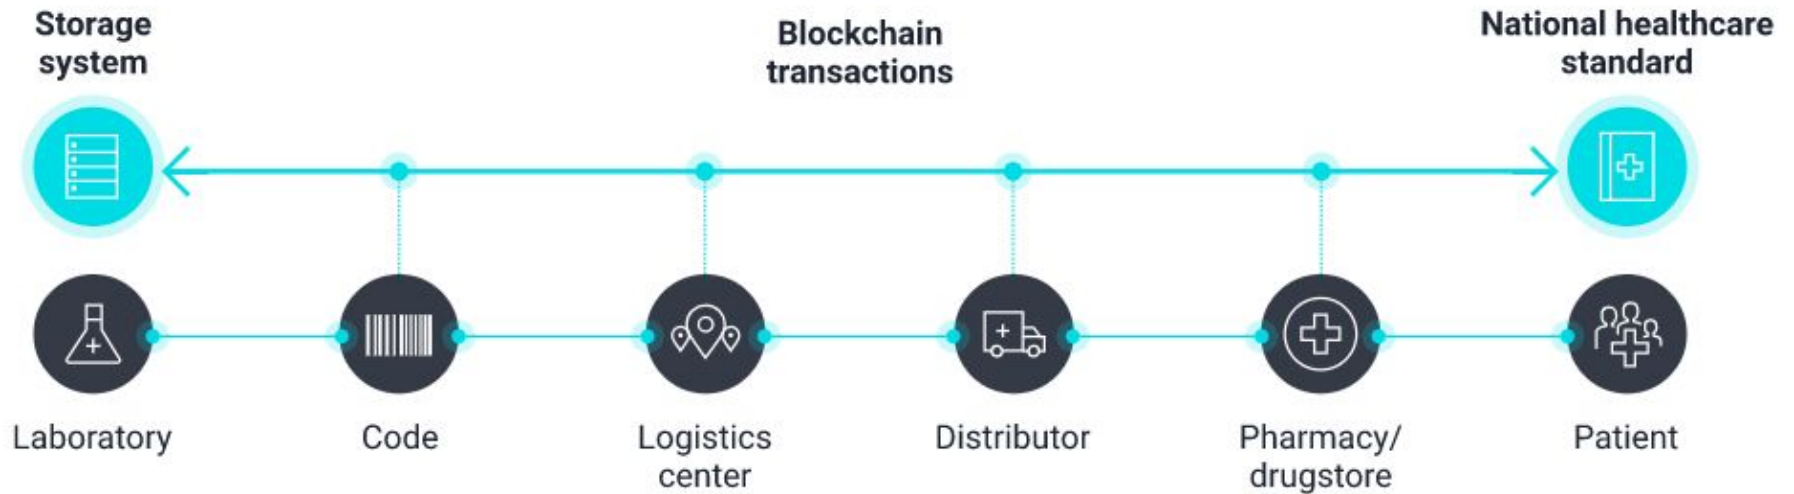 Storage
system
Blockchain
transactions
National healthcare
standard
Laboratory
Code
Logistics
center
Distributor
Pharmacy/
drugstore
Patient